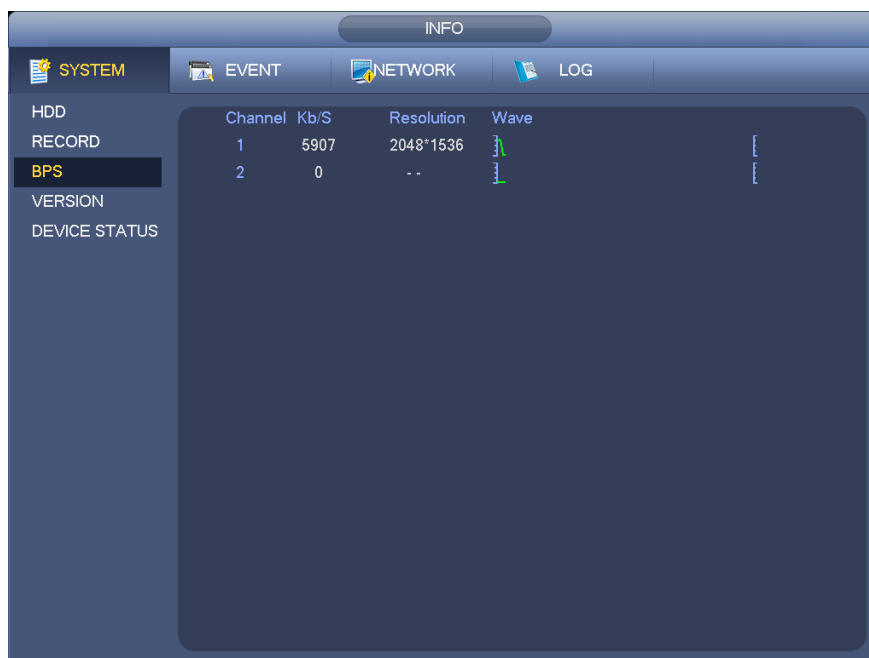 INFO
SYSTEM EVENT NETWORK LOG
HDD
RECORD
BPS
VERSION
DEVICE STATUS
Channel Kb/S Resolution Wave
1 5907 2048*1536
2 0 - -